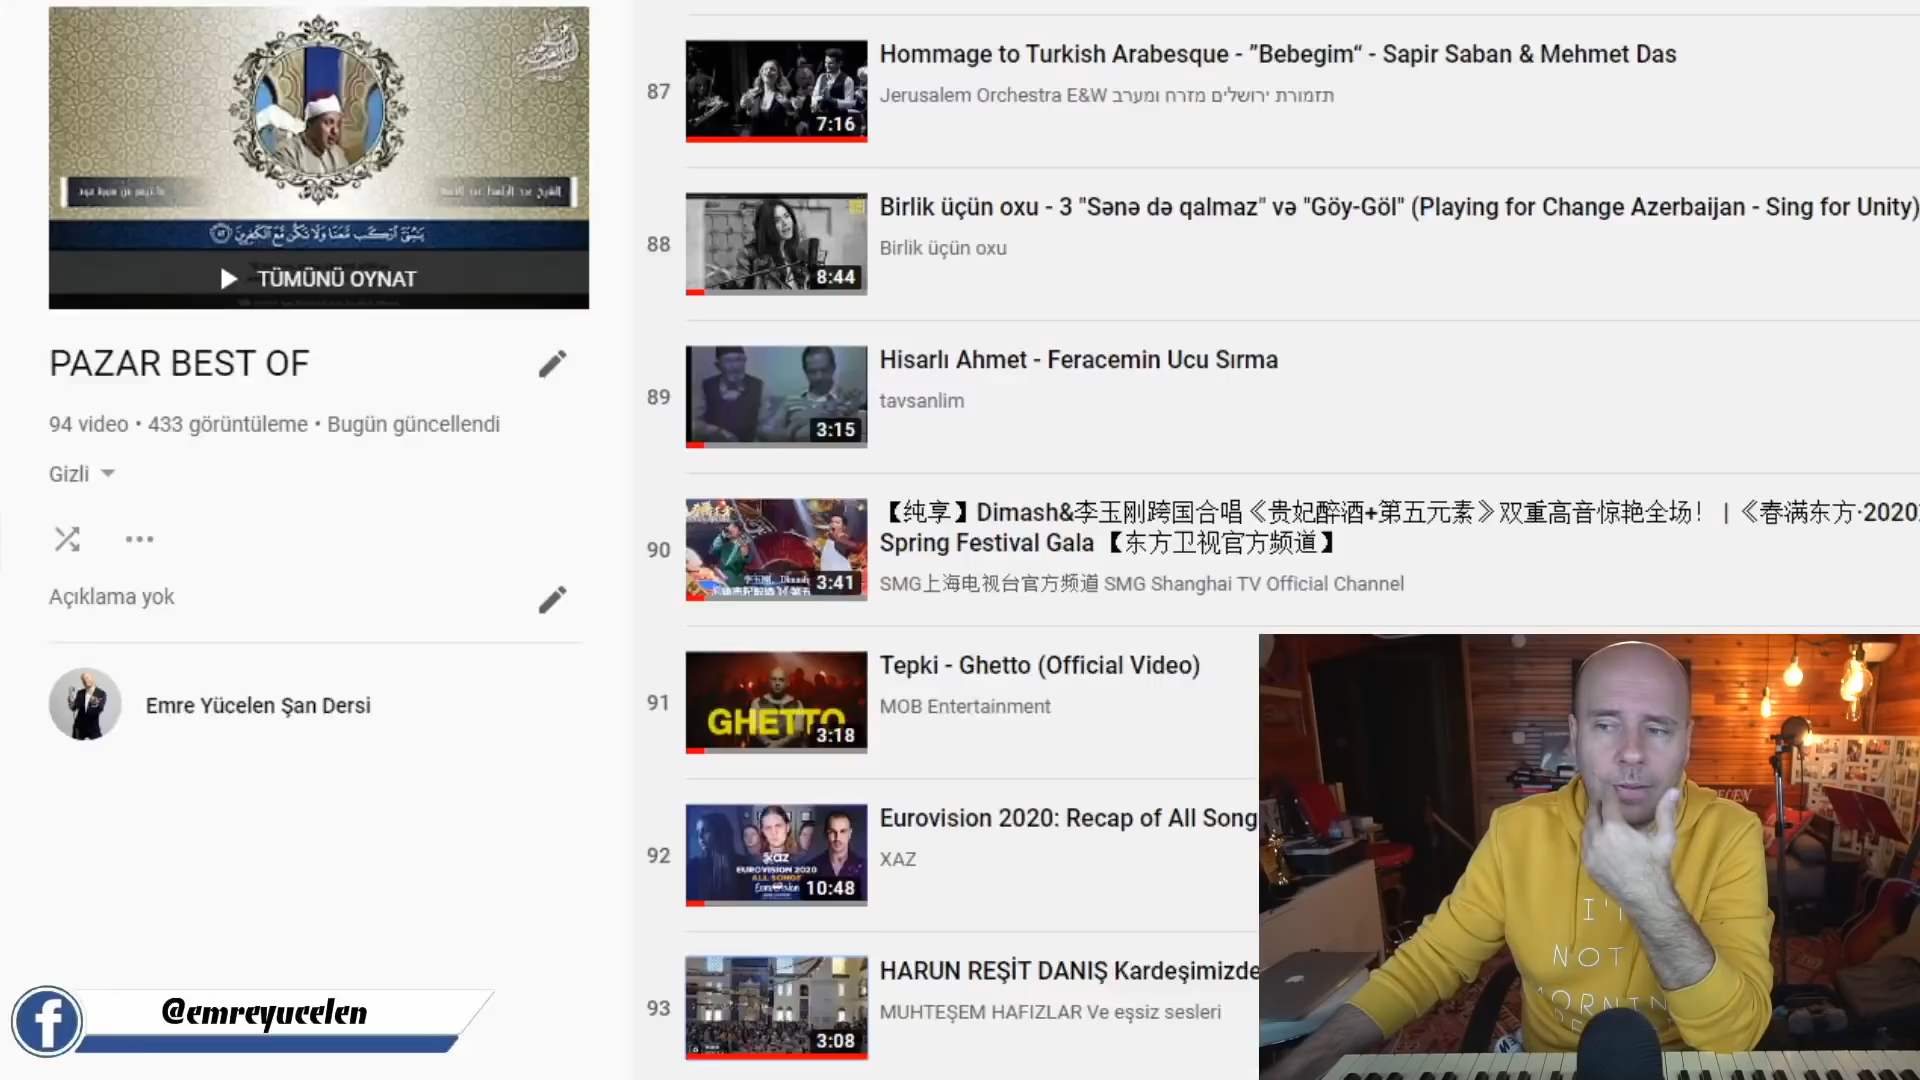 TÜMÜNÜ OYNAT
PAZAR BEST OF
94 video • 433 görüntüleme • Bugün güncellendi
Gizli
Açıklama yok
Emre Yücelen Şan Dersi
@emreyucelen
87
7:16
Hommage to Turkish Arabesque - ”Bebegim“ - Sapir Saban & Mehmet Das
Jerusalem Orchestra E&W תזמורת ירושלים מזרח ומערב
88
8:44
Birlik üçün oxu - 3 "Sənə də qalmaz" və "Göy-Göl" (Playing for Change Azerbaijan - Sing for Unity)
Birlik üçün oxu
89
3:15
Hisarlı Ahmet - Feracemin Ucu Sırma
tavsanlim
90
3:41
【纯享】Dimash&李玉刚跨国合唱《贵妃醉酒+第五元素》双重高音惊艳全场！ | 《春满东方·2020
Spring Festival Gala 【东方卫视官方频道】
SMG上海电视台官方频道 SMG Shanghai TV Official Channel
91
GHETTO
3:18
Tepki - Ghetto (Official Video)
MOB Entertainment
92
xaz
EUROVISION 2020
ALL SONGS
10:48
Eurovision 2020: Recap of All Song
XAZ
93
3:08
HARUN REŞİT DANIŞ Kardeşimizde
MUHTEŞEM HAFIZLAR Ve eşsiz sesleri
I'
NOT
MORNIN